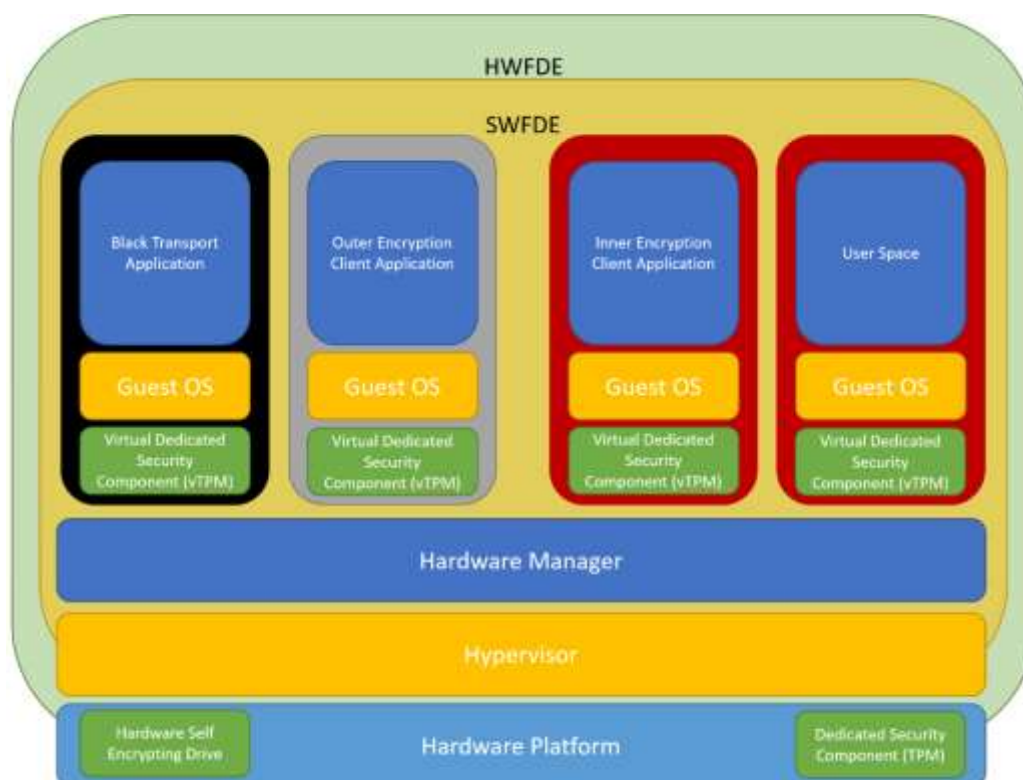 HWFDE
SWFDE
Black Transport
Application
Outer Encryption
Client Application
Inner Encryption
Client Application
User Space
Guest OS
Guest OS
Guest OS
Guest OS
Virtual Dedicated
Security
Component (vTPM)
Virtual Dedicated
Security
Component (vTPM)
Virtual Dedicated
Security
Component (vTPM)
Virtual Dedicated
Security
Component (vTPM)
Hardware Manager
Hypervisor
Hardware Self
Encrypting Drive
Hardware Platform
Dedicated Security
Component (TPM)